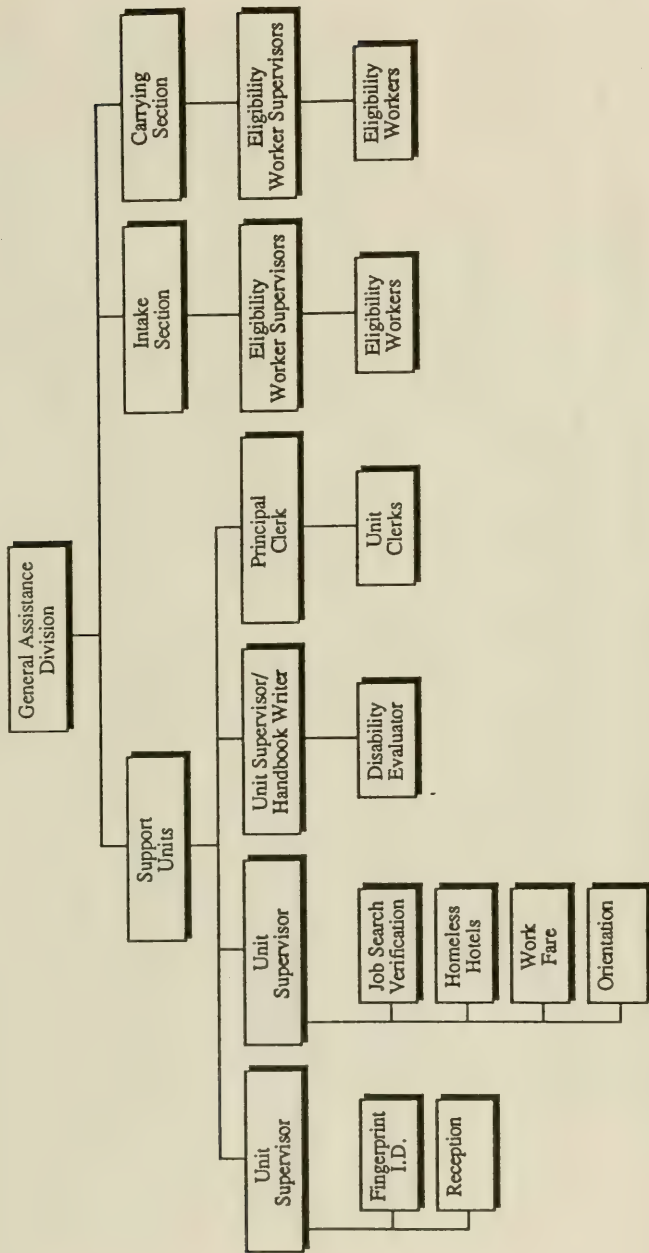 General Assistance
Division
Support
Units
Intake
Section
Carrying
Section
Unit
Supervisor
Unit
Supervisor
Unit Supervisor/
Handbook Writer
Principal
Clerk
Eligibility
Worker Supervisors
Eligibility
Worker Supervisors
Fingerprint
I.D.
Reception
Job Search
Verification
Homeless
Hotels
Work
Fare
Orientation
Disability
Evaluator
Unit
Clerks
Eligibility
Workers
Eligibility
Workers